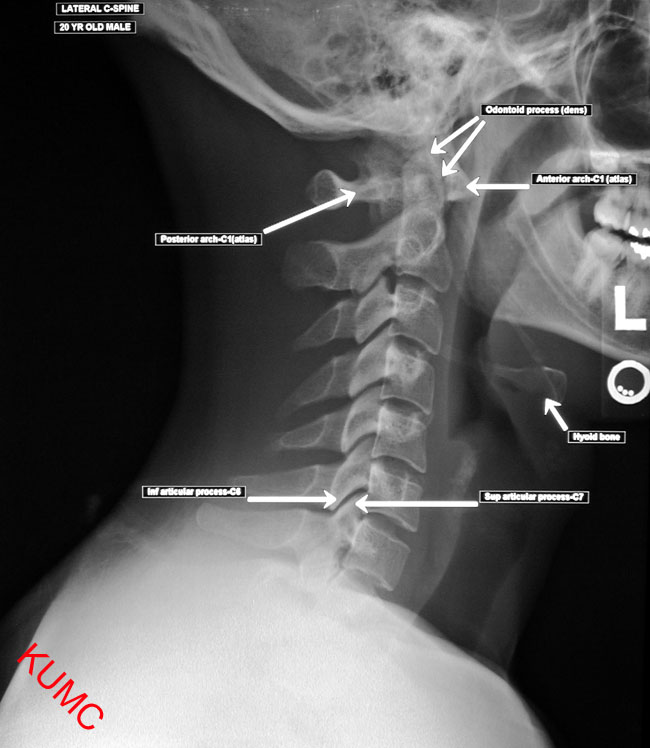 LATERAL C-SPINE
20 YR OLD MALE
Odontoid process (dens)
Anterior arch-C1 (atlas)
Posterior arch-C1(atlas)
L
Hyoid bone
Inf articular process-C6
Sup articular process-C7
KUMC